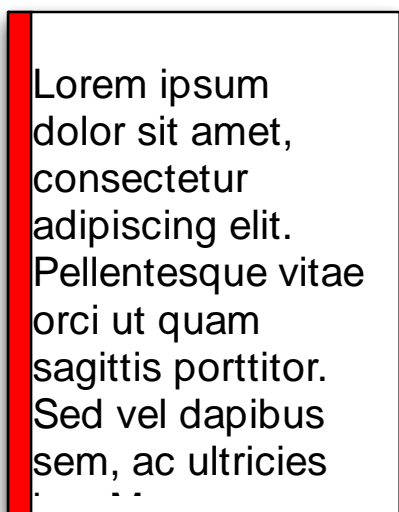 Lorem ipsum
dolor sit amet,
consectetur
adipiscing elit.
Pellentesque vitae
orci ut quam
sagittis porttitor.
Sed vel dapibus
sem, ac ultricies